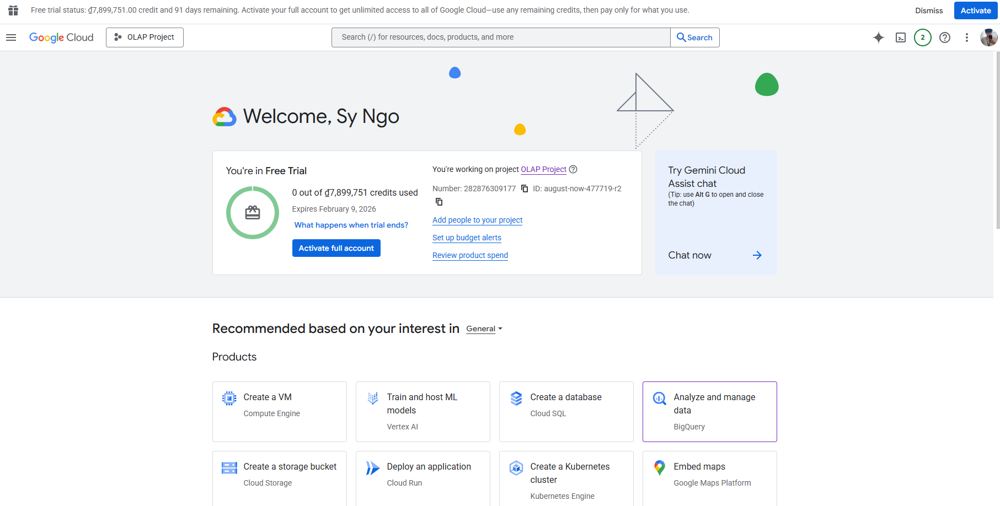 Free trial status: ₫7,899,751.00 credit and 91 days remaining. Activate your full account to get unlimited access to all of Google Cloud—use any remaining credits, then pay only for what you use.
Dismiss
Activate
Google Cloud
OLAP Project
Search (/) for resources, docs, products, and more
Search
2
Welcome, Sy Ngo
You're in Free Trial
0 out of ₫7,899,751 credits used
Expires February 9, 2026
What happens when trial ends?
Activate full account
You're working on project OLAP Project
Number: 282876309177 ID: august-now-477719-r2
Add people to your project
Set up budget alerts
Review product spend
Try Gemini Cloud
Assist chat
(Tip: use Alt G to open and close
the chat)
Chat now
Recommended based on your interest in General
Products
Create a VM
Compute Engine
Train and host ML
models
Vertex AI
Create a database
Cloud SQL
Analyze and manage
data
BigQuery
Create a storage bucket
Cloud Storage
Deploy an application
Cloud Run
Create a Kubernetes
cluster
Kubernetes Engine
Embed maps
Google Maps Platform